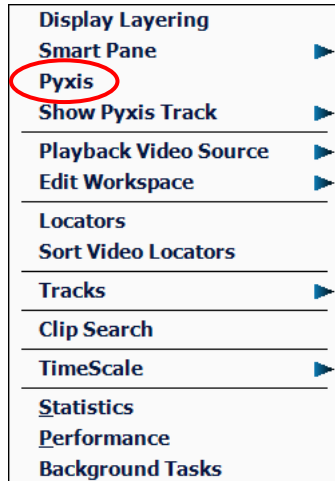 Display Layering
Smart Pane
Pyxis
Show Pyxis Track
Playback Video Source
Edit Workspace
Locators
Sort Video Locators
Tracks
Clip Search
TimeScale
Statistics
Performance
Background Tasks